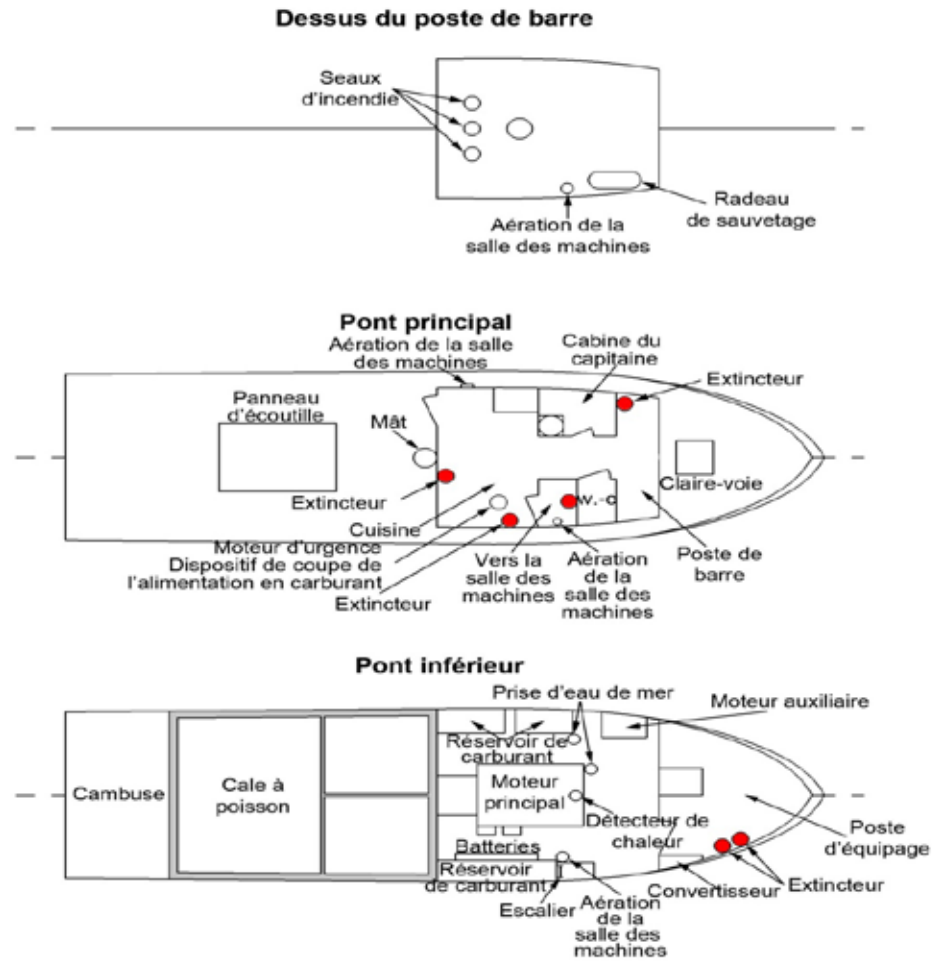 Dessus du poste de barre
Seaux
d'incendie
Radeau
de sauvetage
Aération de la
salle des machines
Pont principal
Aération de la salle
des machines
Cabine du
capitaine
Extincteur
Panneau
d'écoutille
Mât
Claire-voie
W.-C
Extincteur
Cuisine
Moteur d'urgence
Dispositif de coupe de
l'alimentation en carburant
Extincteur
Vers la
salle des
machines
Aération
de la
salle des
machines
Poste de
barre
Pont inférieur
Prise d'eau de mer
Moteur auxiliaire
Réservoir de
carburant
Cambuse
Cale à
poisson
Moteur
principal
Détecteur de
chaleur
Poste
d'équipage
Batteries
Réservoir
de carburant
Convertisseur
Extincteur
Escalier
Aération
de la
salle des
machines